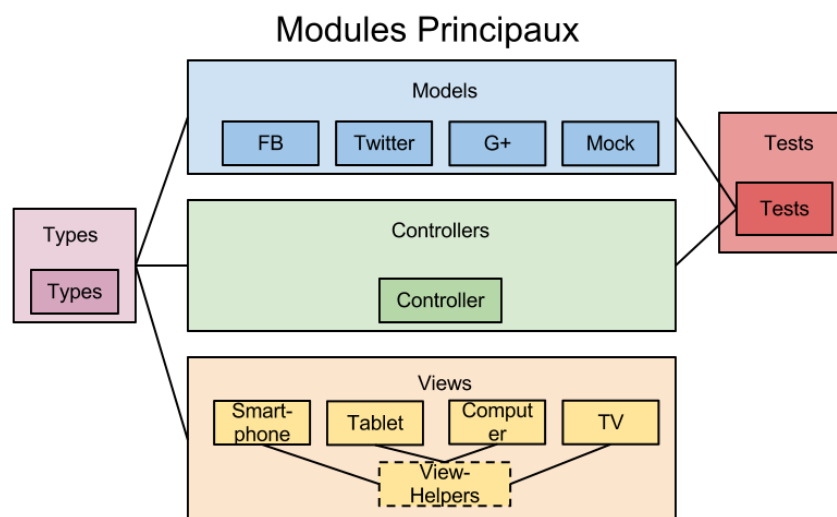 Modules Principaux
Models
FB
Twitter
G+
Mock
Tests
Tests
Types
Types
Controllers
Controller
Views
Smart-
phone
Tablet
Comput
er
TV
View-
Helpers